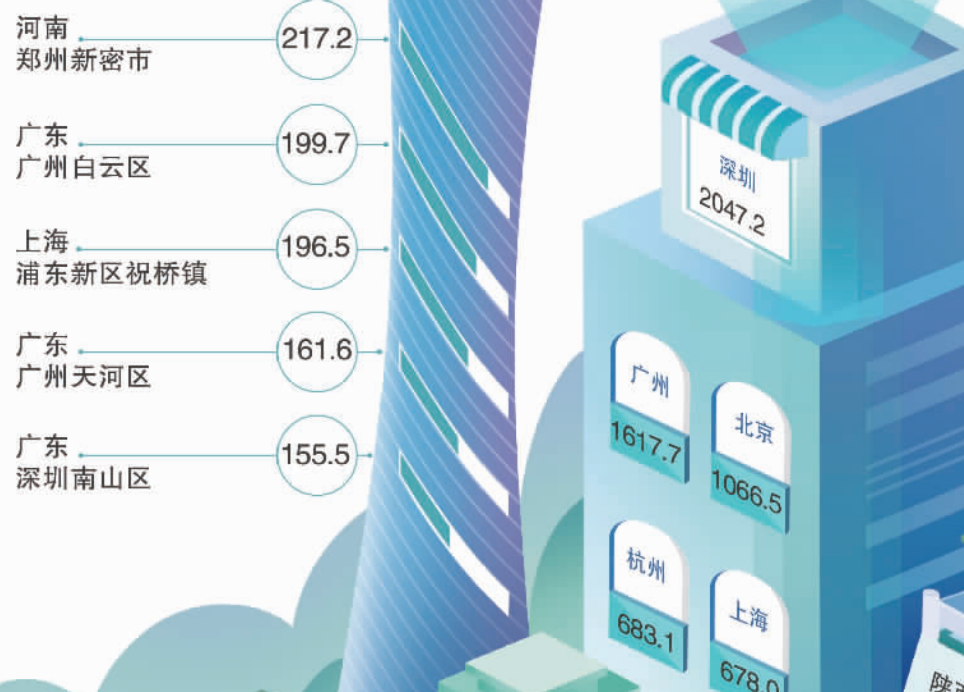 河南
郑州新密市
217.2
广东
广州白云区
199.7
上海
浦东新区祝桥镇
196.5
广东
广州天河区
161.6
广东
深圳南山区
155.5
深圳
2047.2
广州
1617.7
北京
1066.5
杭州
683.1
上海
678.0